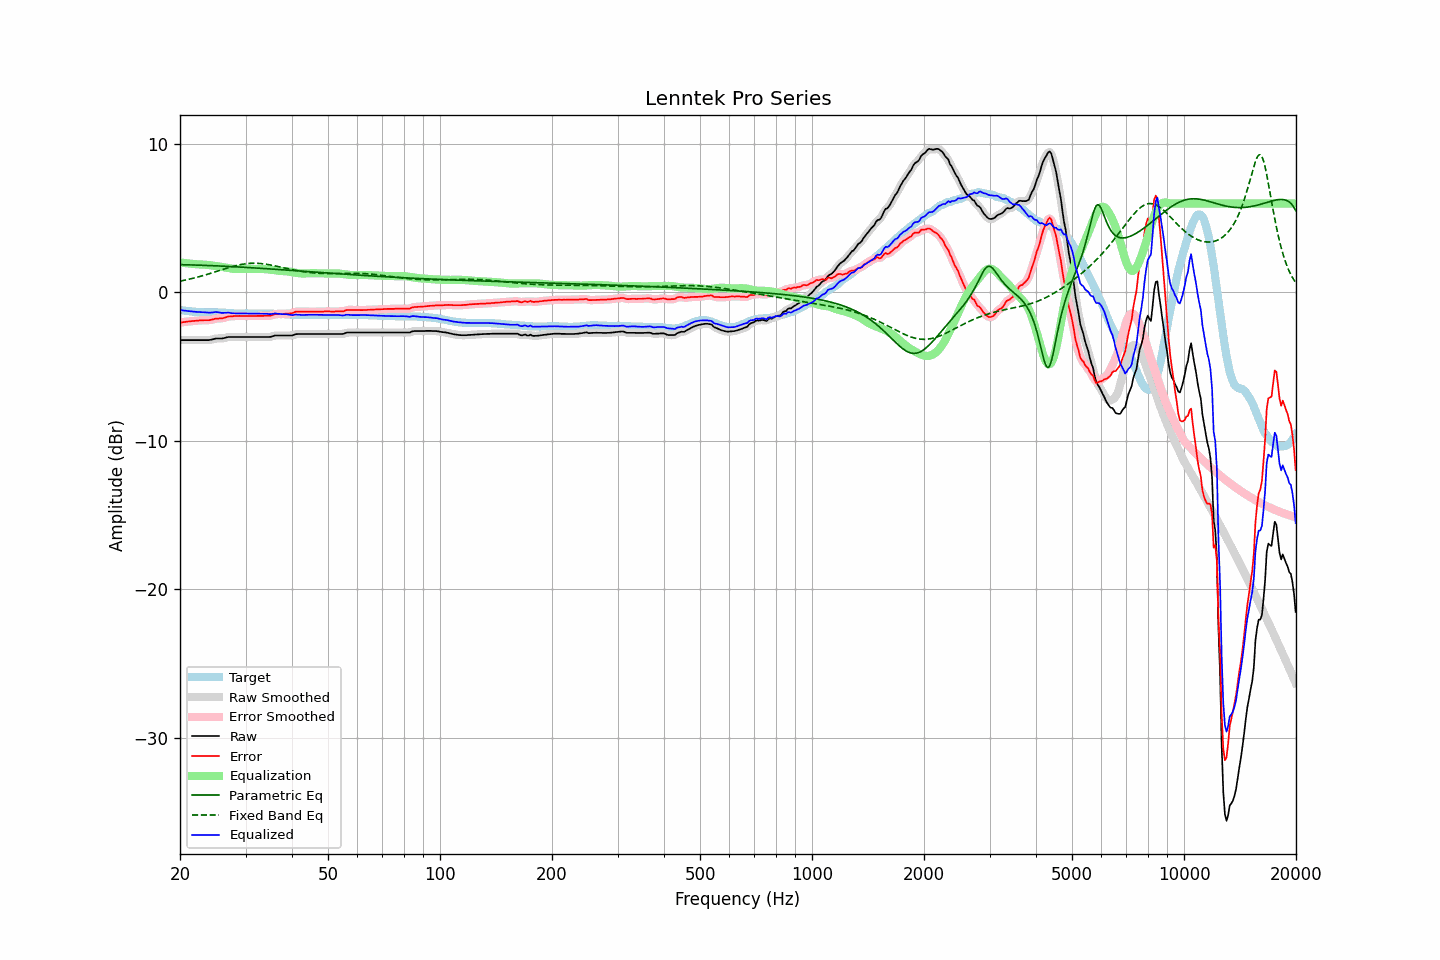 Lenntek Pro Series
10
0
−10
−20
−30
Amplitude (dBr)
Target
Raw Smoothed
Error Smoothed
Raw
Error
Equalization
Parametric Eq
Fixed Band Eq
Equalized
20 50 100 200 500 1000 2000 5000 10000 20000
Frequency (Hz)